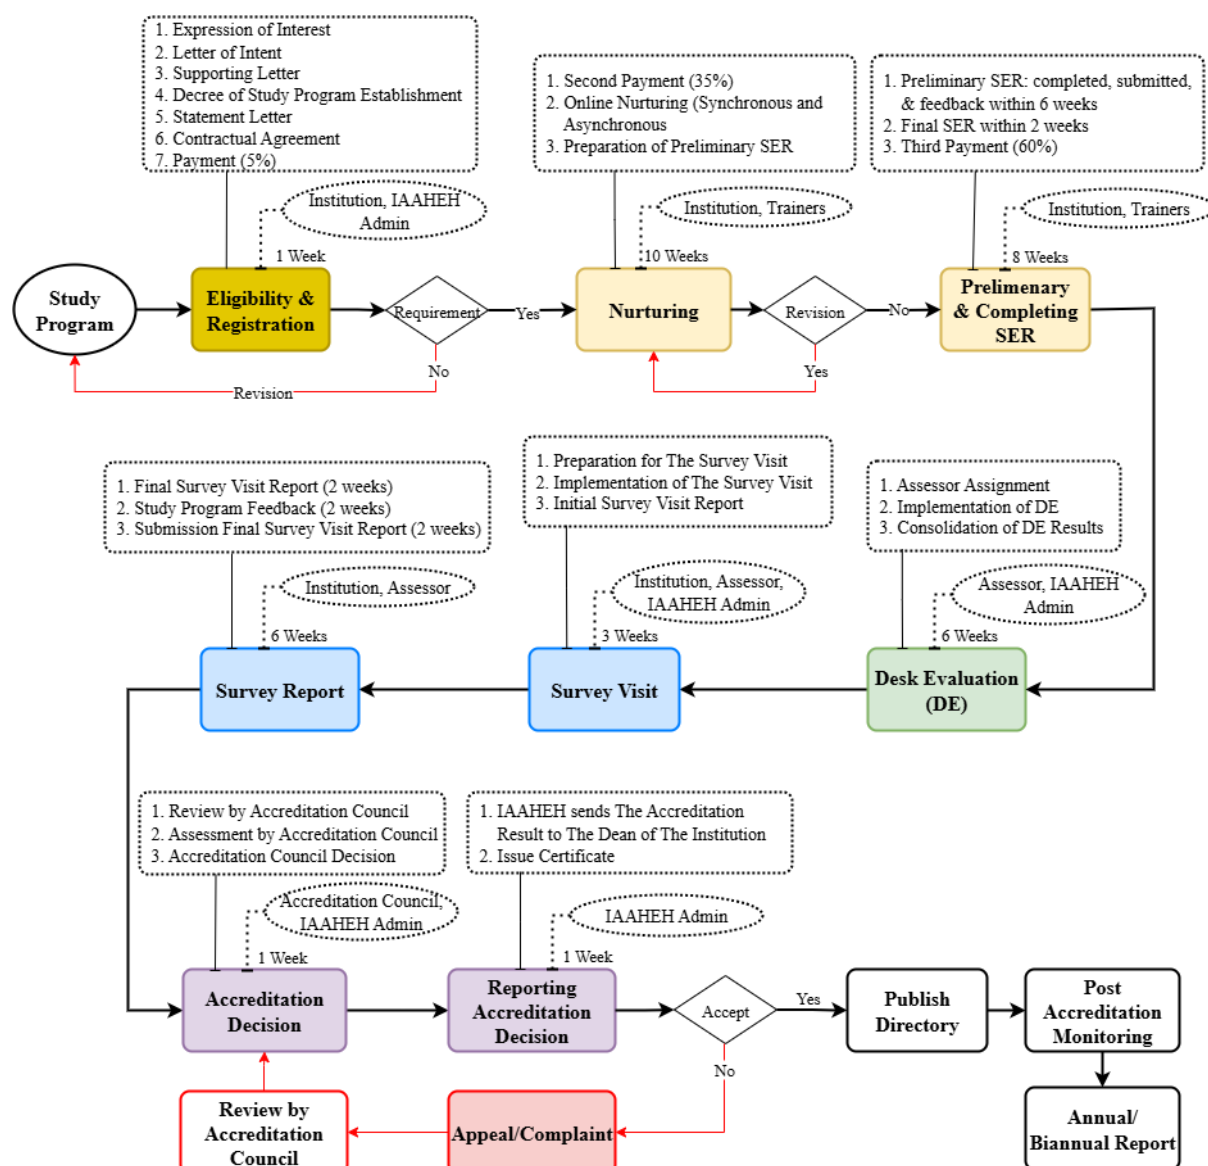 1. Expression of Interest
2. Letter of Intent
3. Supporting Letter
4. Decree of Study Program Establishment
5. Statement Letter
6. Contractual Agreement
7. Payment (5%)
1. Second Payment (35%)
2. Online Nurturing (Synchronous and
Asynchronous
3. Preparation of Preliminary SER
1. Preliminary SER: completed, submitted,
& feedback within 6 weeks
2. Final SER within 2 weeks
3. Third Payment (60%)
Institution, IAAHEH
Admin
Institution, Trainers
Institution, Trainers
1 Week
10 Weeks
8 Weeks
Study
Program
Eligibility &
Registration
Requirement
Yes
Nurturing
Revision
No
Prelimenary
& Completing
SER
No
Revision
Yes
1. Final Survey Visit Report (2 weeks)
2. Study Program Feedback (2 weeks)
3. Submission Final Survey Visit Report (2 weeks)
1. Preparation for The Survey Visit
2. Implementation of The Survey Visit
3. Initial Survey Visit Report
1. Assessor Assignment
2. Implementation of DE
3. Consolidation of DE Results
Institution, Assessor
Institution, Assessor,
IAAHEH Admin
Assessor, IAAHEH
Admin
6 Weeks
3 Weeks
6 Weeks
Survey Report
Survey Visit
Desk Evaluation
(DE)
1. Review by Accreditation Council
2. Assessment by Accreditation Council
3. Accreditation Council Decision
1. IAAHEH sends The Accreditation
Result to The Dean of The Institution
2. Issue Certificate
Accreditation Council,
IAAHEH Admin
IAAHEH Admin
1 Week
1 Week
Accreditation
Decision
Reporting
Accreditation
Decision
Accept
Yes
Publish
Directory
Post
Accreditation
Monitoring
No
Review by
Accreditation
Council
Appeal/Complaint
Annual/
Biannual Report